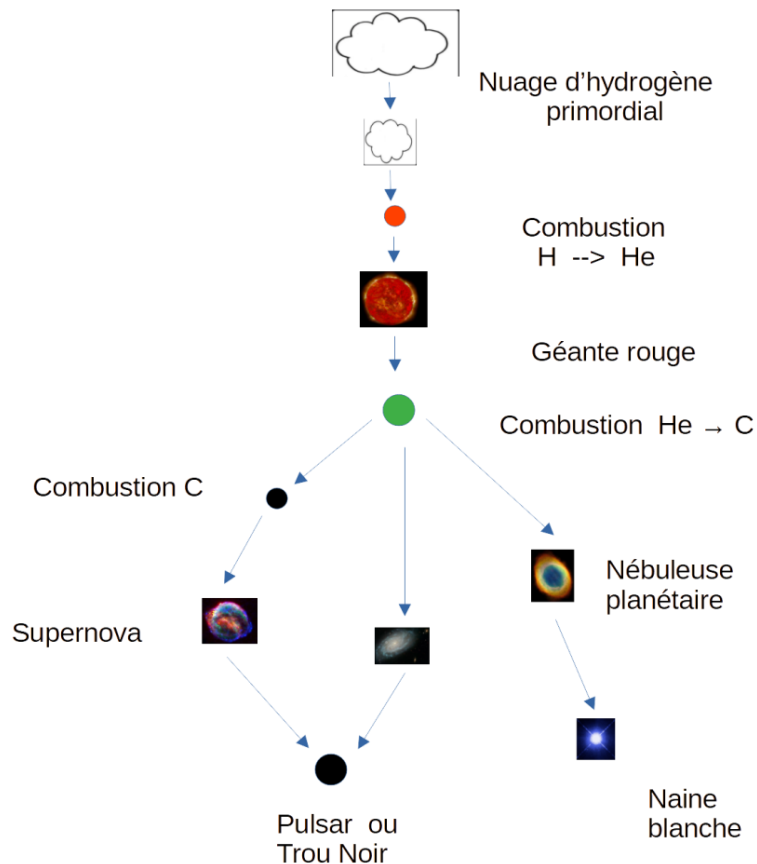 Nuage d’hydrogène
primordial
Combustion
H --> He
Géante rouge
Combustion He → C
Combustion C
Nébuleuse
planétaire
Supernova
Naine
blanche
Pulsar ou
Trou Noir